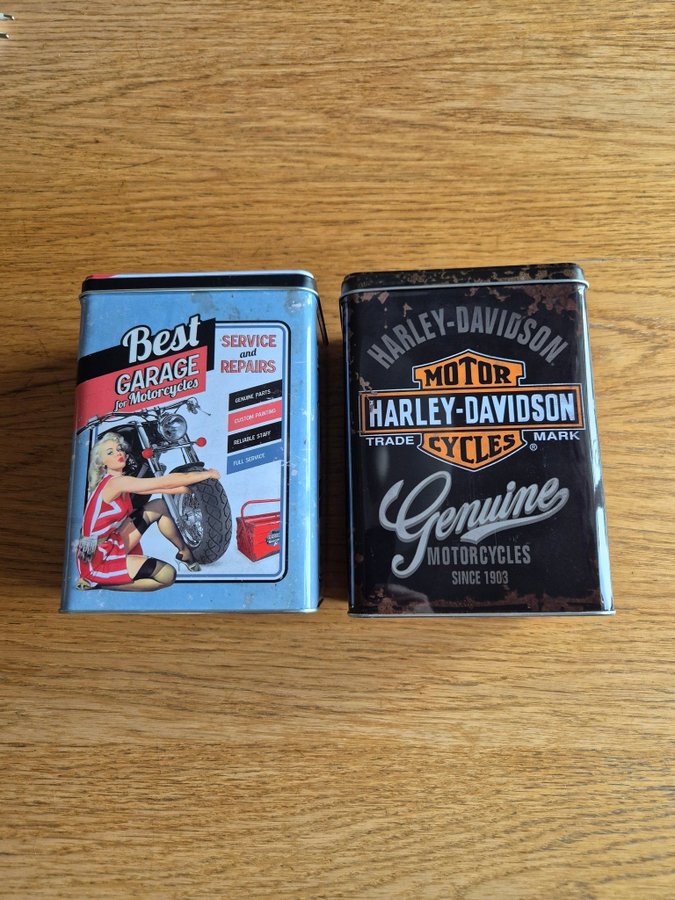 Best
GARAGE
for Motorcycles
SERVICE
and
REPAIRS
GENUINE PARTS
CUSTOM PAINTING
RELIABLE STAFF
FULL SERVICE
HARLEY-DAVIDSON
MOTOR
HARLEY-DAVIDSON
TRADE MARK
CYCLES ®
Genuine
MOTORCYCLES
SINCE 1903